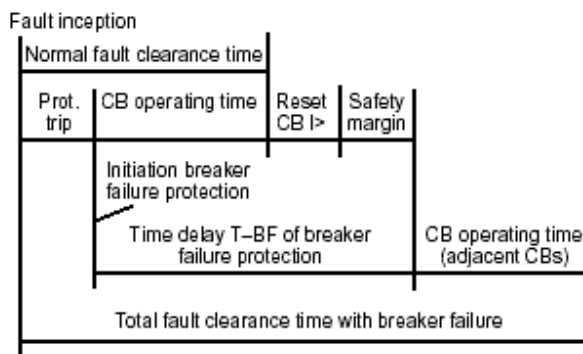 Fault inception
Normal fault clearance time
Prot.
trip
CB operating time
Reset
CB I>
Safety
margin
Initiation breaker
failure protection
Time delay T–BF of breaker
failure protection
CB operating time
(adjacent CBs)
Total fault clearance time with breaker failure